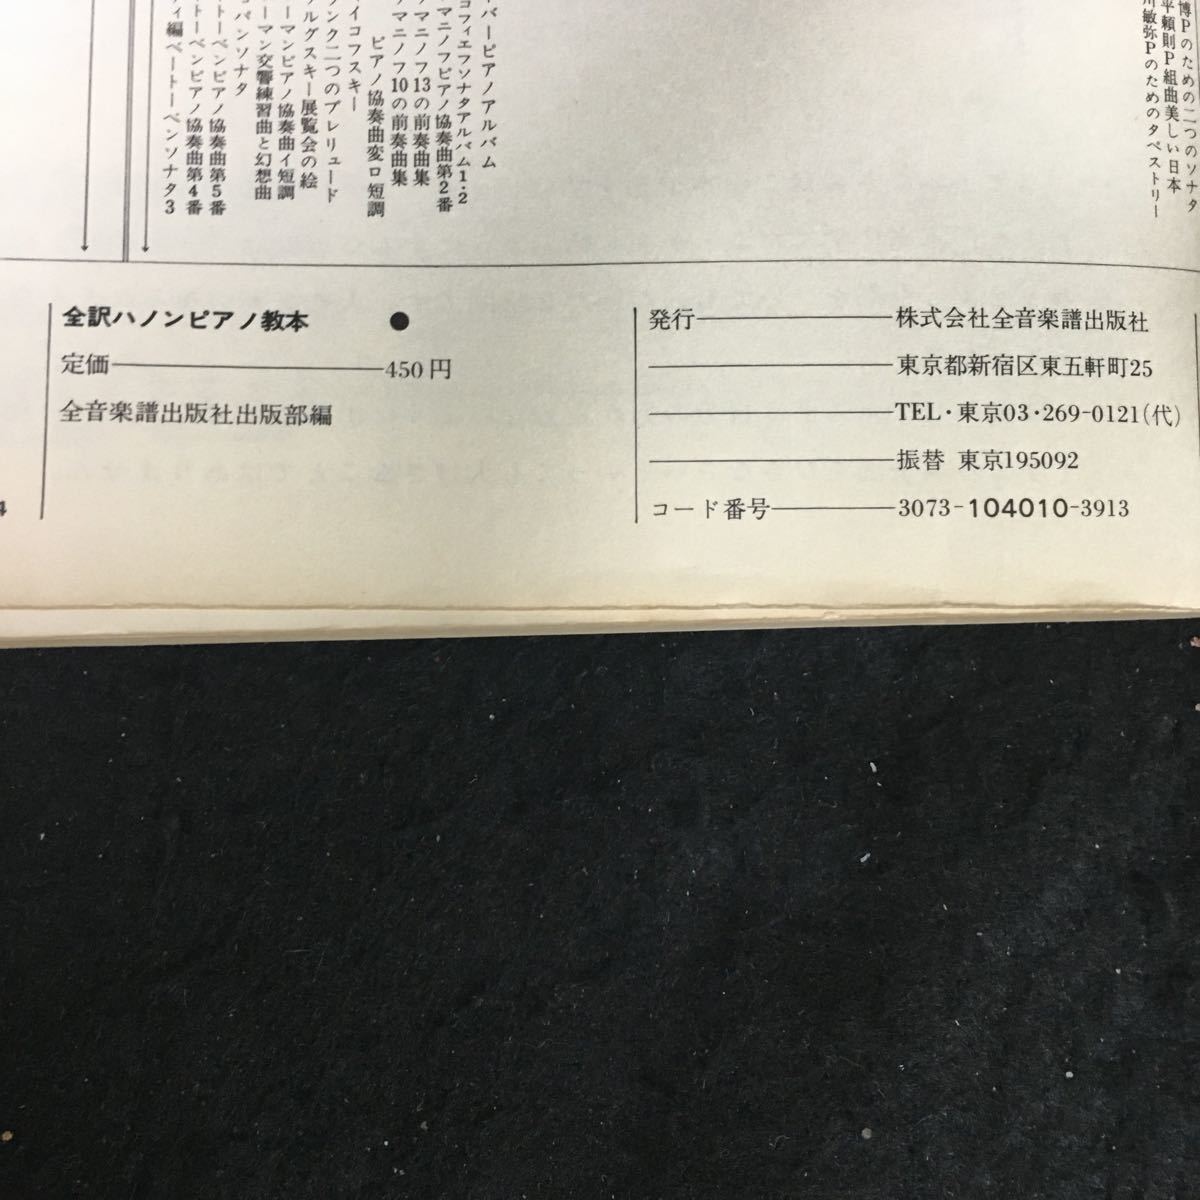 博Pのための二つのソナタ
平頼則P組曲美しい日本
川敏弥Pのためのタペストリー
バーピアノアルバム
コフィエフソナタアルバム1・2
マニノフピアノ協奏曲第2番
マニノフ13の前奏曲集
マニノフ10の前奏曲集
ピアノ協奏曲変ロ短調
イコフスキー
ンク二つのプレリュード
ルグスキー展覧会の絵
ーマンピアノ協奏曲イ短調
ーマン交響練習曲と幻想曲
パンソナタ
トーベンピアノ協奏曲第5番
トーベンピアノ協奏曲第4番
ィ編ベートーベンソナタ3
全訳ハノンピアノ教本 ●
定価――450円
全音楽譜出版社出版部編
4
発行――株式会社全音楽譜出版社
――東京都新宿区東五軒町25
――TEL・東京03・269-0121(代)
――振替 東京195092
コード番号――3073-104010-3913